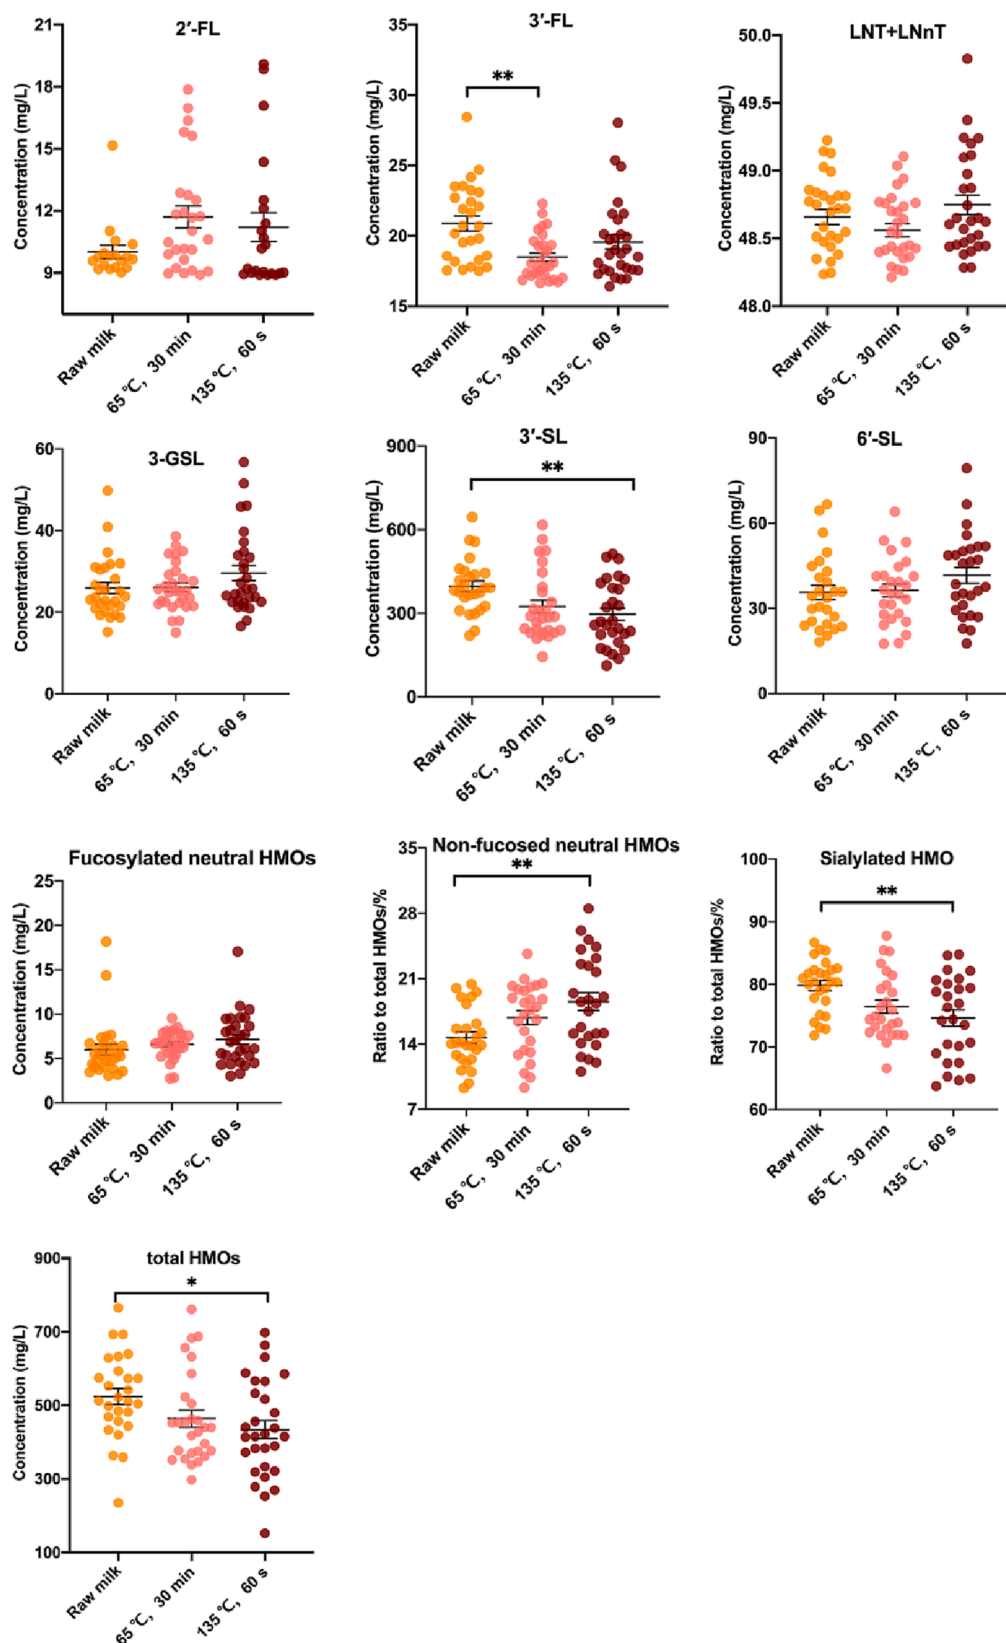 2′-FL
Concentration (mg/L)
21
18
15
12
9
Raw milk
65 ℃, 30 min
135 ℃, 60 s
3′-FL
Concentration (mg/L)
35
30
25
20
15
**
Raw milk
65 ℃, 30 min
135 ℃, 60 s
LNT+LNnT
Concentration (mg/L)
50.0
49.5
49.0
48.5
48.0
Raw milk
65 ℃, 30 min
135 ℃, 60 s
3-GSL
Concentration (mg/L)
60
40
20
0
Raw milk
65 ℃, 30 min
135 ℃, 60 s
3′-SL
Concentration (mg/L)
900
600
300
0
**
Raw milk
65 ℃, 30 min
135 ℃, 60 s
6′-SL
Concentration (mg/L)
90
60
30
0
Raw milk
65 ℃, 30 min
135 ℃, 60 s
Fucosylated neutral HMOs
Concentration (mg/L)
25
20
15
10
5
0
Raw milk
65 ℃, 30 min
135 ℃, 60 s
Non-fucosed neutral HMOs
Ratio to total HMOs/%
35
28
21
14
7
**
Raw milk
65 ℃, 30 min
135 ℃, 60 s
Sialylated HMO
Ratio to total HMOs/%
100
90
80
70
60
**
Raw milk
65 ℃, 30 min
135 ℃, 60 s
total HMOs
Concentration (mg/L)
900
700
500
300
100
*
Raw milk
65 ℃, 30 min
135 ℃, 60 s